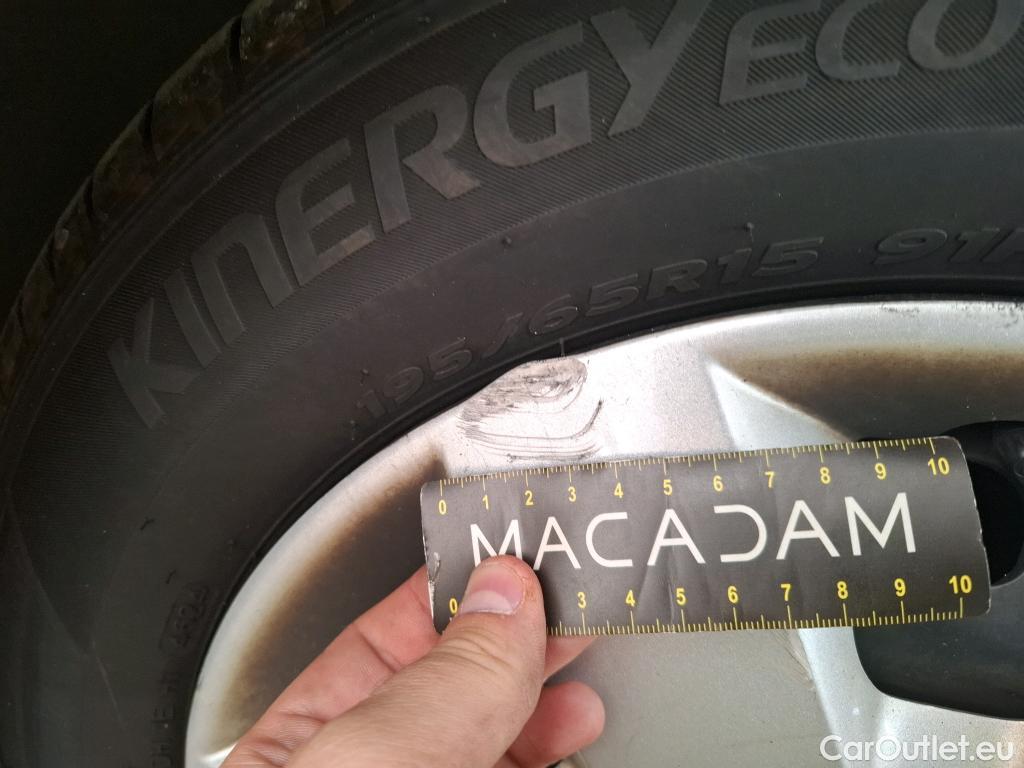 KINERGY ECO
195/65R15 91H
0 1 2 3 4 5 6 7 8 9 10
MACADAM
0 3 4 5 6 7 8 9 10
CarOutlet.eu